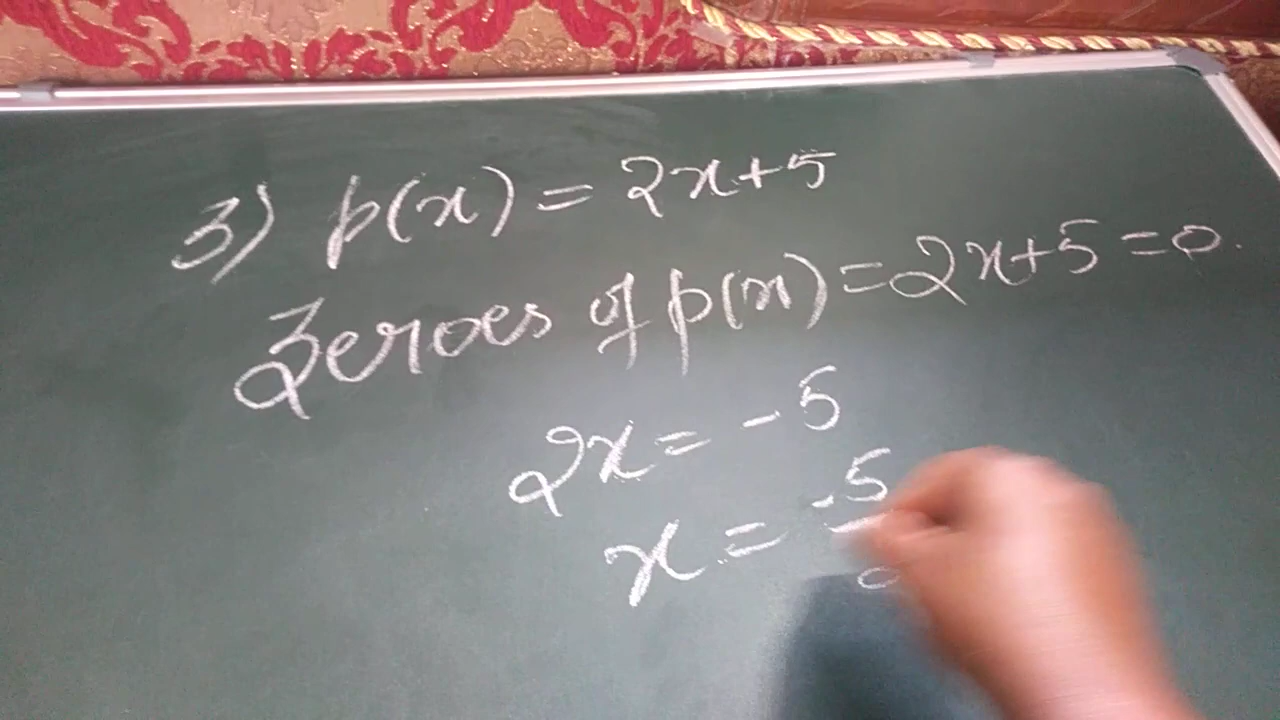 3) p(x) = 2x+5
Zeroes of p(x) = 2x+5 = 0.
2x = - 5
x = -5